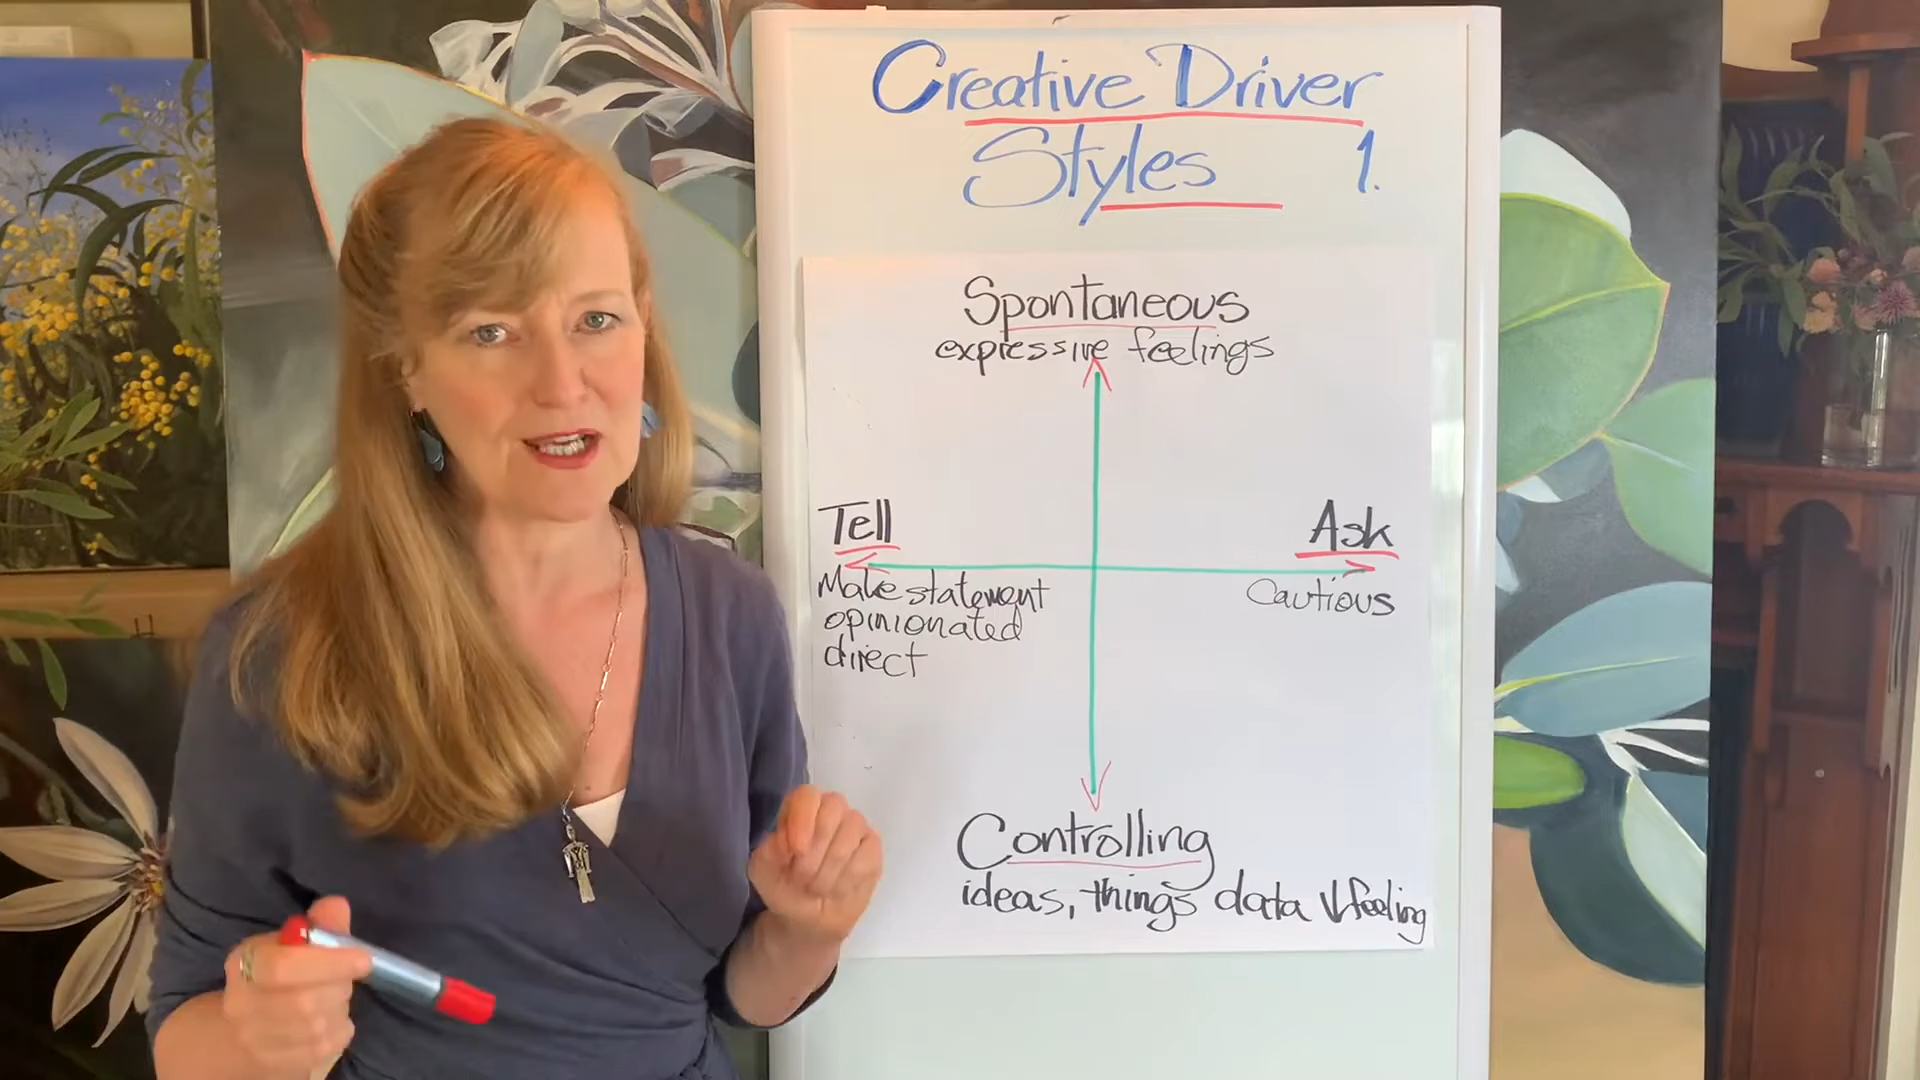 Creative Driver
Styles 1.
Spontaneous
expressive feelings
Tell
Ask
Make statement
opinionated
direct
Cautious
Controlling
ideas, things data ↓feeling